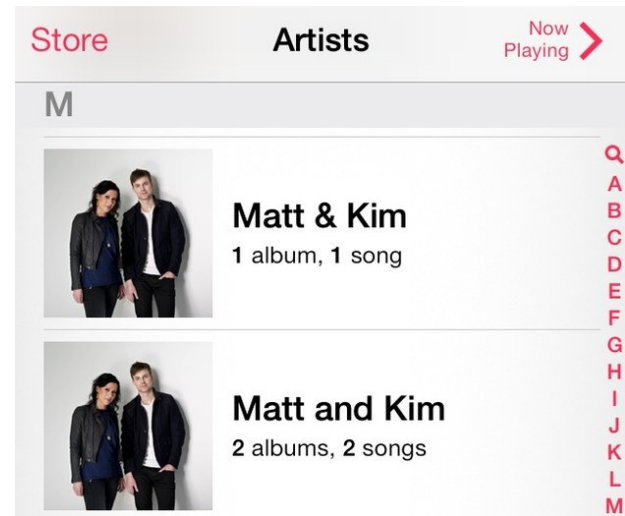 Store
Artists
Now
Playing
M
Matt & Kim
1 album, 1 song
Matt and Kim
2 albums, 2 songs
A
B
C
D
E
F
G
H
I
J
K
L
M